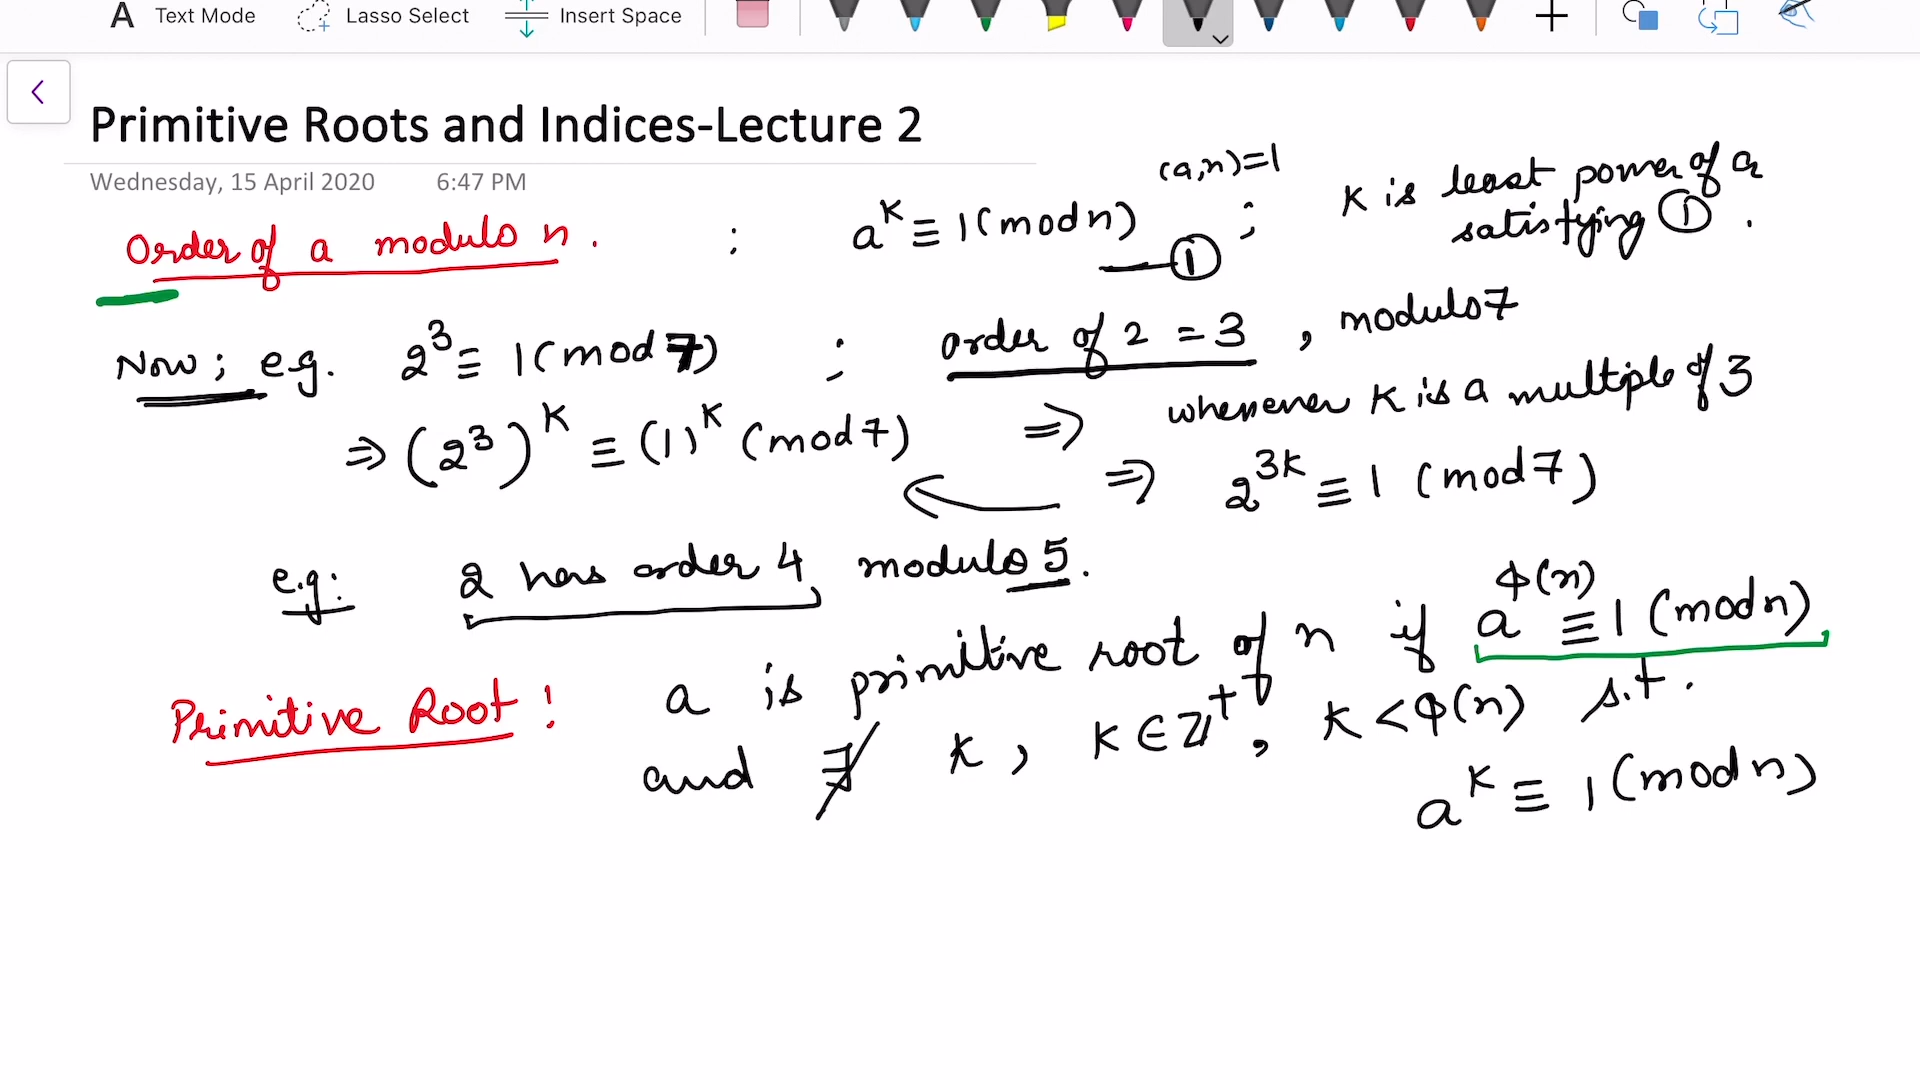 A Text Mode Lasso Select Insert Space
Primitive Roots and Indices-Lecture 2
Wednesday, 15 April 2020 6:47 PM
Order of a modulo n. : a^k ≡ 1(mod n) ① ; (a,n)=1 K is least power of a
satisfying ① .
Now; e.g. 2^3 ≡ 1(mod 7) ; order of 2 = 3 , modulo 7
⇒ (2^3)^K ≡ (1)^K (mod 7) ⇒ whenever K is a multiple of 3
⇒ 2^3K ≡ 1 (mod 7)
e.g: 2 has order 4 modulo 5.
Primitive Root! a is primitive root of n if a^ϕ(n) ≡ 1 (mod n)
and ∄ k, K ∈ ℤ^+, K < ϕ(n) s.t.
a^K ≡ 1 (mod n)